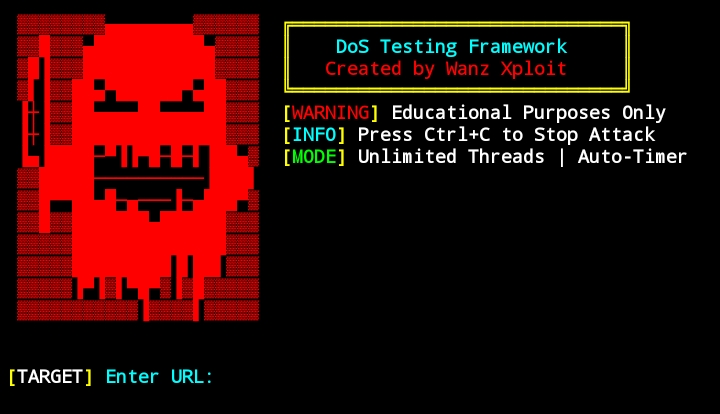 DoS Testing Framework
Created by Wanz Xploit
[WARNING] Educational Purposes Only
[INFO] Press Ctrl+C to Stop Attack
[MODE] Unlimited Threads | Auto-Timer
[TARGET] Enter URL: